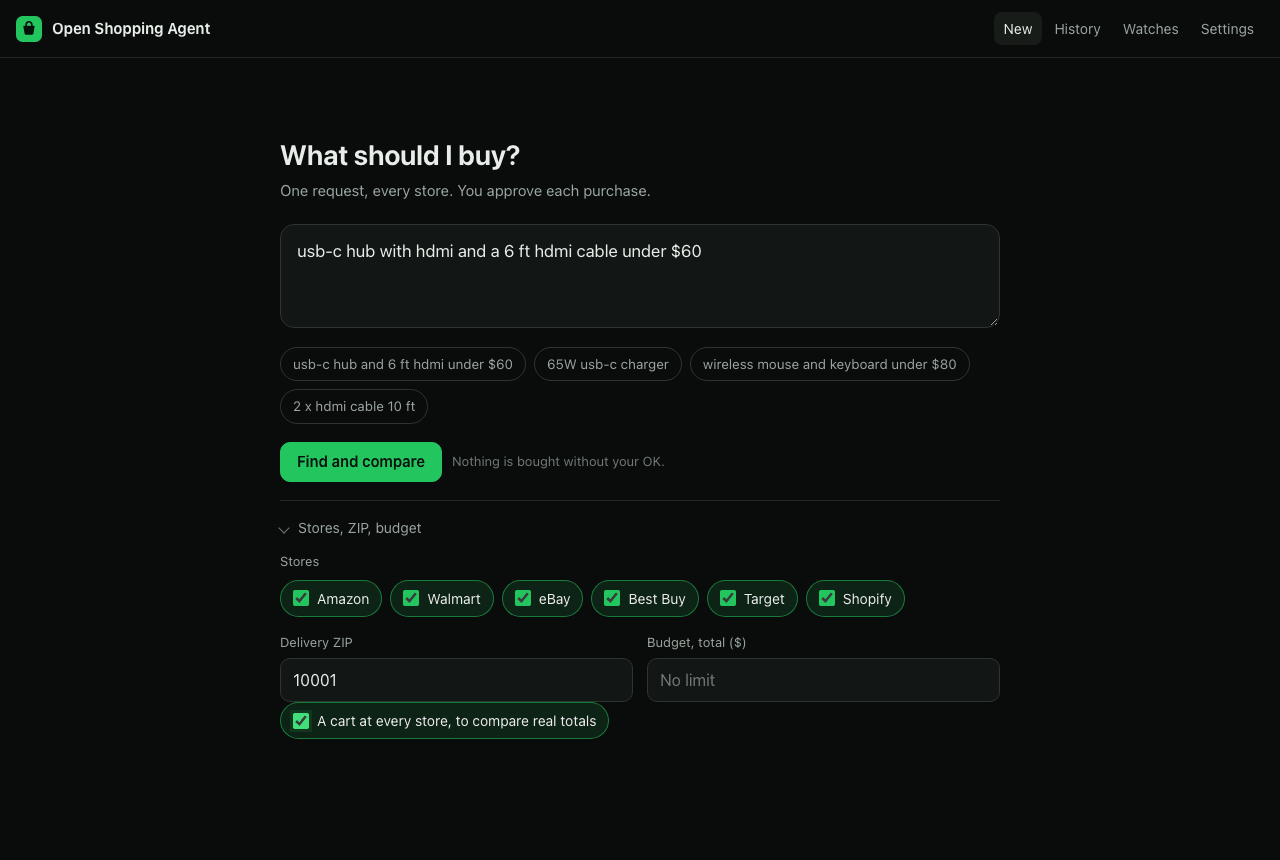 Open Shopping Agent
New History Watches Settings
What should I buy?
One request, every store. You approve each purchase.
usb-c hub with hdmi and a 6 ft hdmi cable under $60
usb-c hub and 6 ft hdmi under $60
65W usb-c charger
wireless mouse and keyboard under $80
2 x hdmi cable 10 ft
Find and compare
Nothing is bought without your OK.
Stores, ZIP, budget
Stores
Amazon Walmart eBay Best Buy Target Shopify
Delivery ZIP
10001
Budget, total ($)
No limit
A cart at every store, to compare real totals